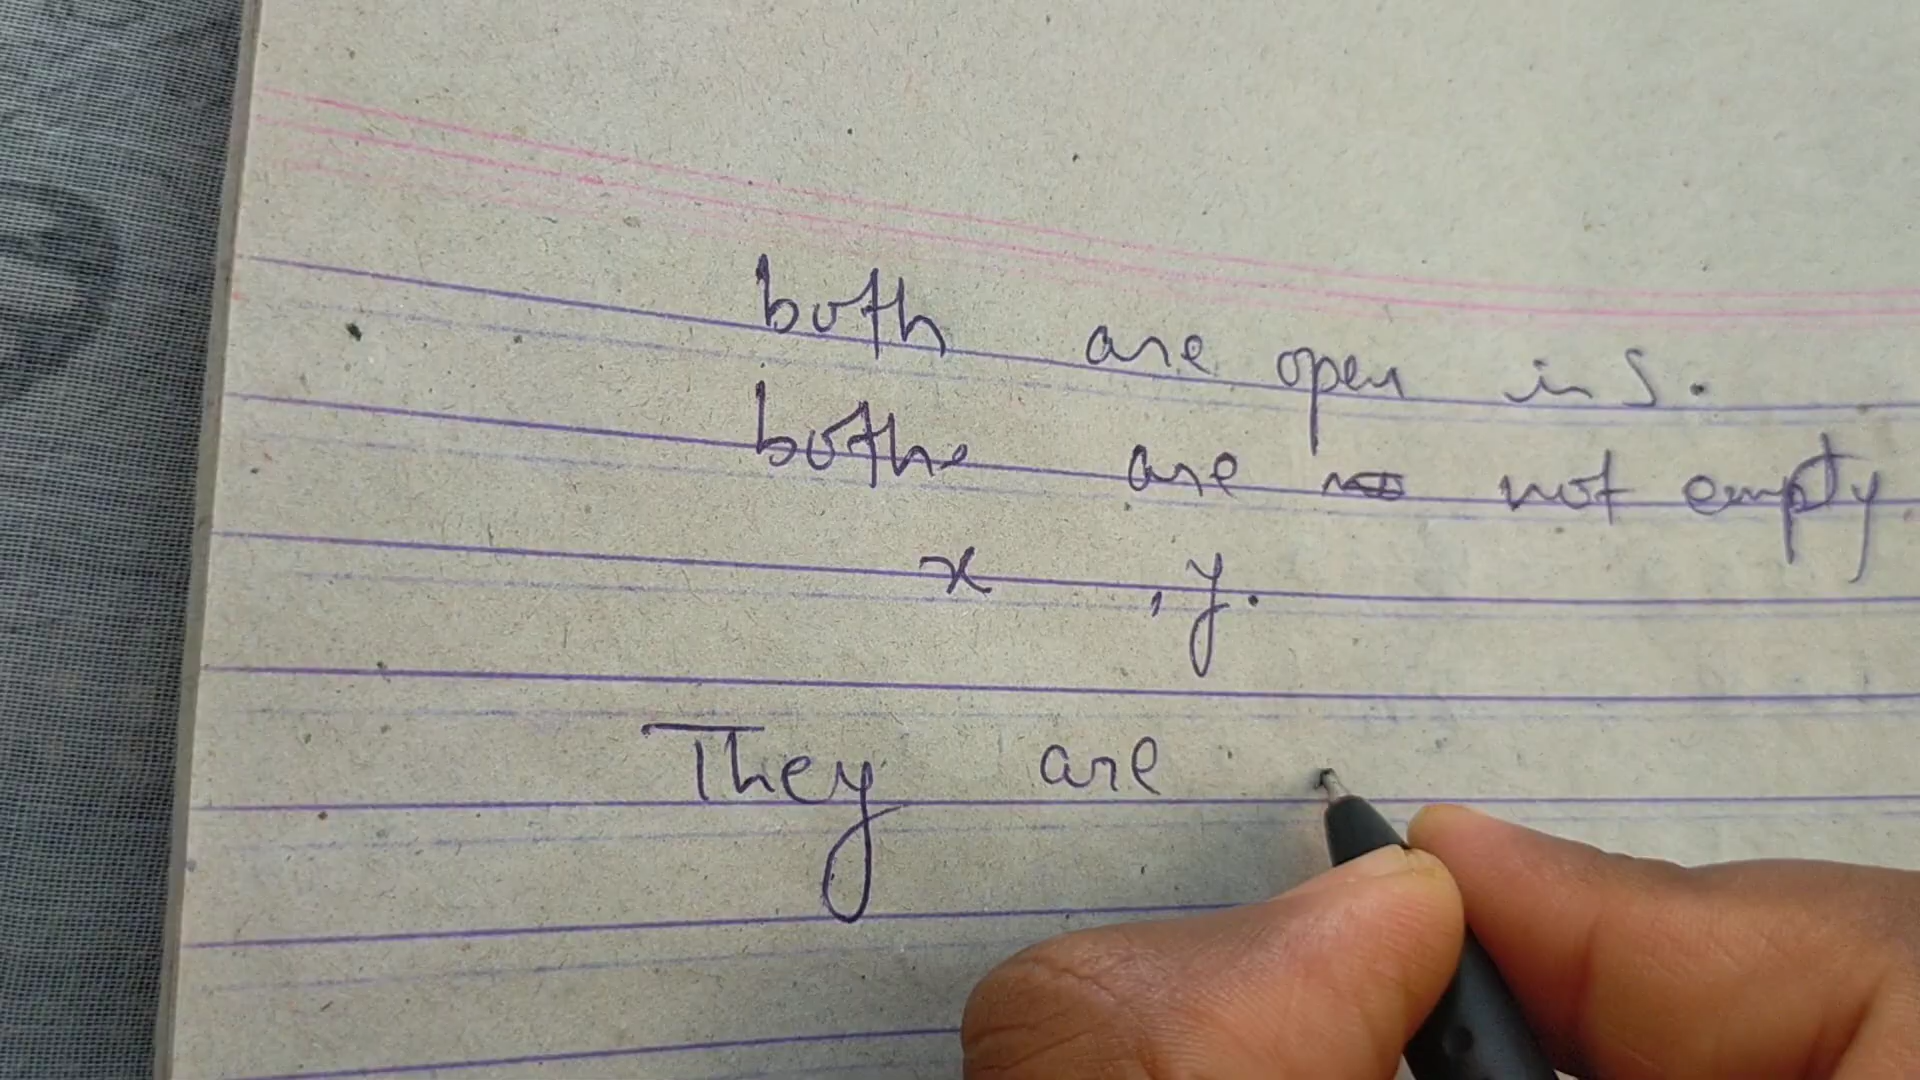 both are open in S.
bothe are not empty.
x , y.
They are